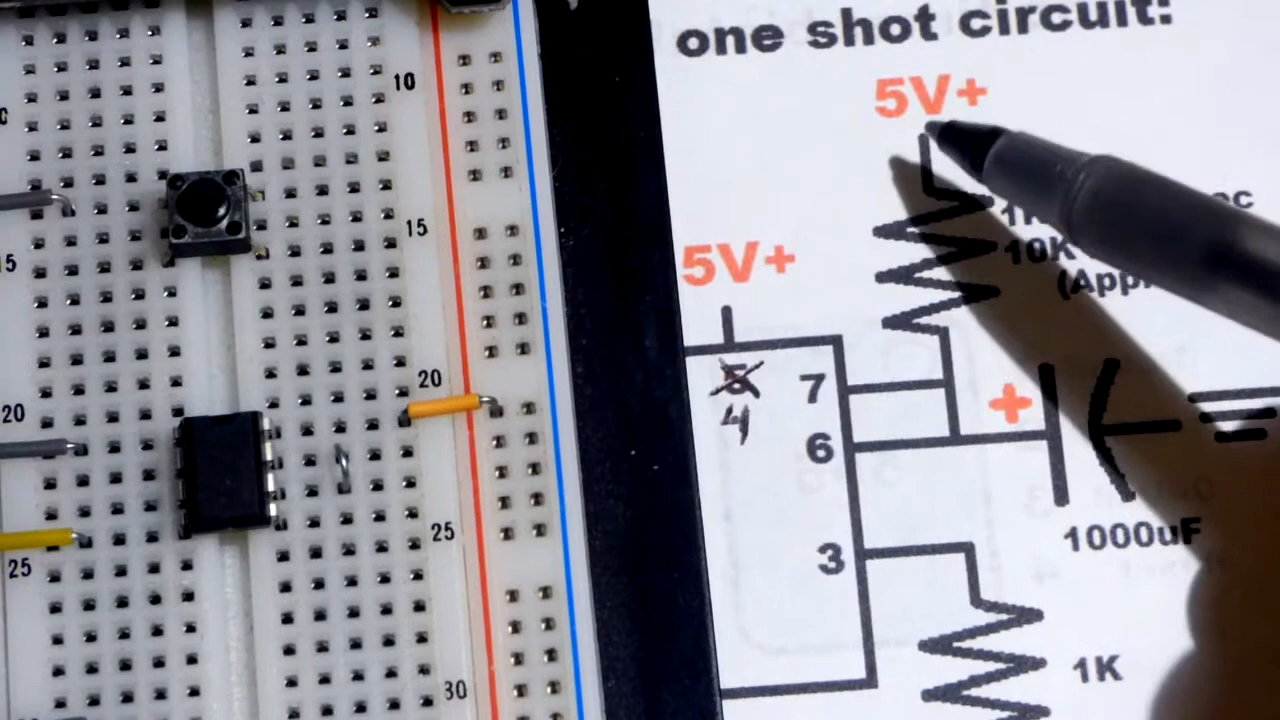 one shot circuit:
5V+
10K
5V+
4
7
+
6
3
1000uF
1K
10
15
20
25
30
15
20
25